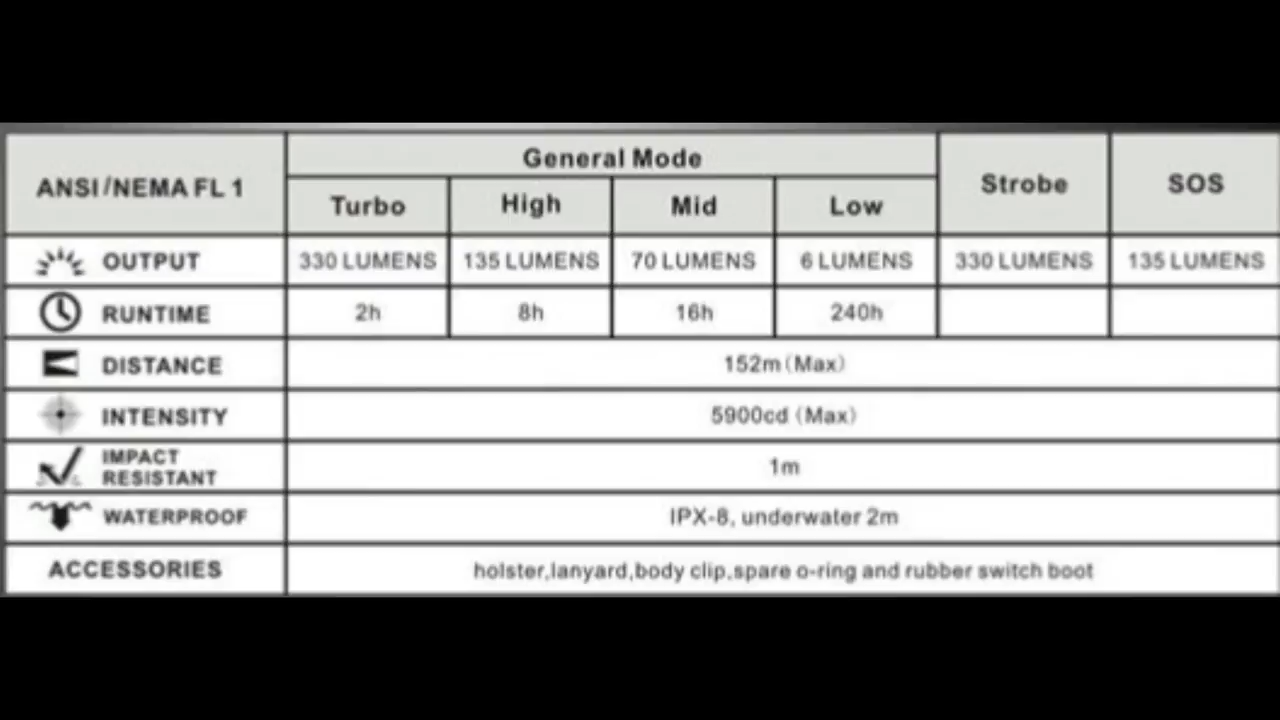 ANSI/NEMA FL 1
General Mode
Strobe
SOS
Turbo
High
Mid
Low
OUTPUT
330 LUMENS
135 LUMENS
70 LUMENS
6 LUMENS
330 LUMENS
135 LUMENS
RUNTIME
2h
8h
16h
240h
DISTANCE
152m (Max)
INTENSITY
5900cd (Max)
IMPACT
RESISTANT
1m
WATERPROOF
IPX-8, underwater 2m
ACCESSORIES
holster,lanyard,body clip,spare o-ring and rubber switch boot